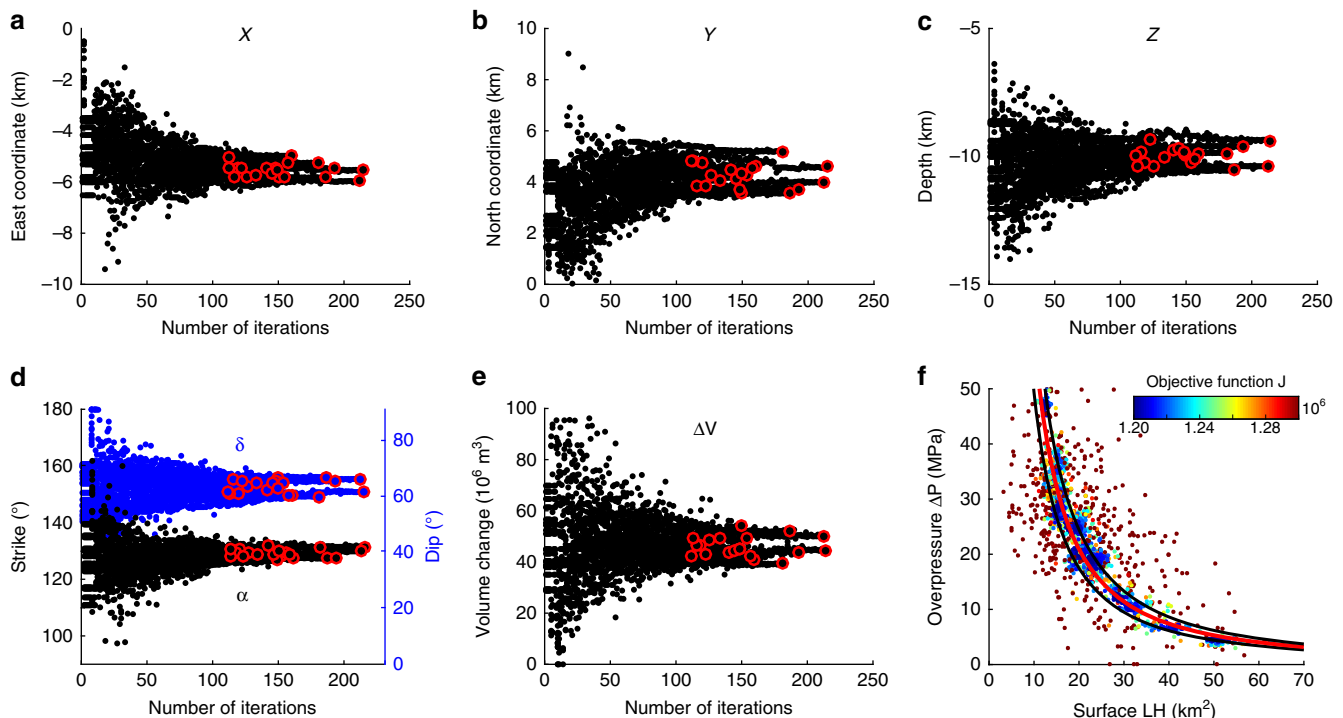 a
X
0
−2
−4
−6
−8
−10
East coordinate (km)
0 50 100 150 200 250
Number of iterations
b
Y
10
8
6
4
2
0
North coordinate (km)
0 50 100 150 200 250
Number of iterations
c
Z
−5
−10
−15
Depth (km)
0 50 100 150 200 250
Number of iterations
d
δ
α
180
160
140
120
100
Strike (°)
80
60
40
20
0
Dip (°)
0 50 100 150 200
Number of iterations
e
ΔV
100
80
60
40
20
0
Volume change (10⁶ m³)
0 50 100 150 200 250
Number of iterations
f
Objective function J
10⁶
1.20 1.24 1.28
50
40
30
20
10
0
Overpressure ΔP (MPa)
0 10 20 30 40 50 60 70
Surface LH (km²)